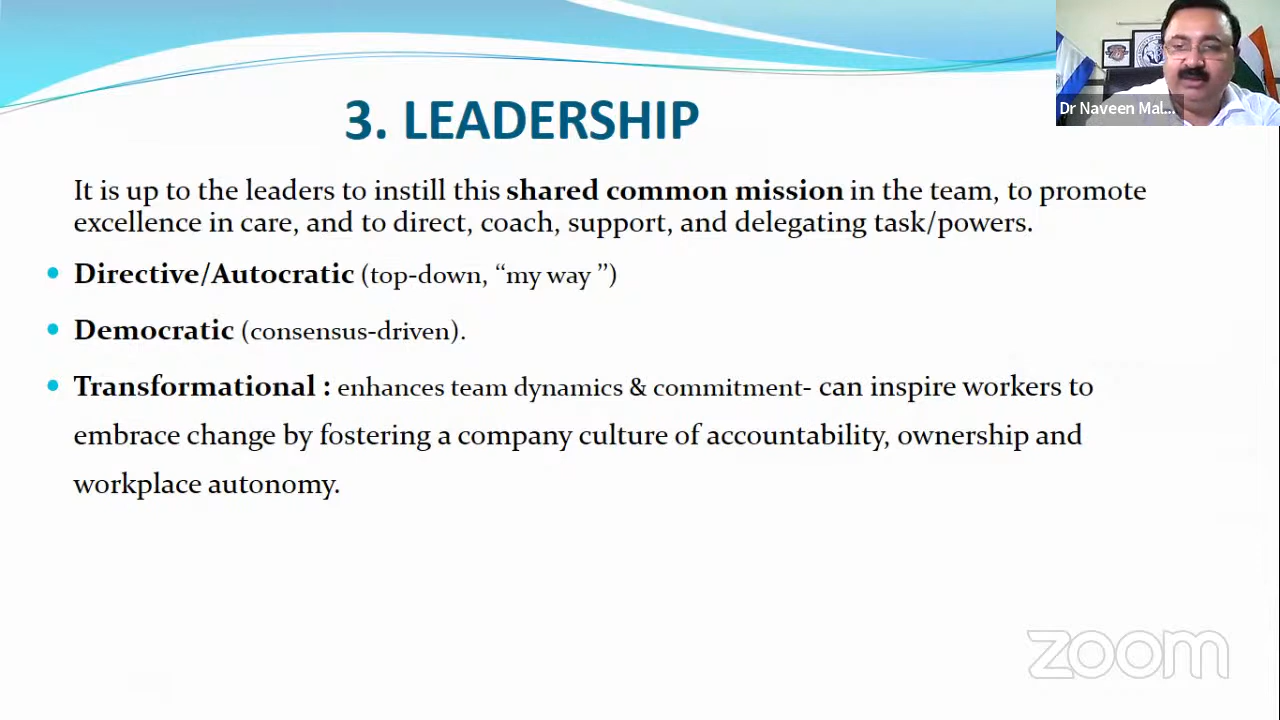 3. LEADERSHIP
Dr Naveen Mal...
It is up to the leaders to instill this shared common mission in the team, to promote
excellence in care, and to direct, coach, support, and delegating task/powers.
• Directive/Autocratic (top-down, “my way ”)
• Democratic (consensus-driven).
• Transformational : enhances team dynamics & commitment- can inspire workers to
embrace change by fostering a company culture of accountability, ownership and
workplace autonomy.
zoom